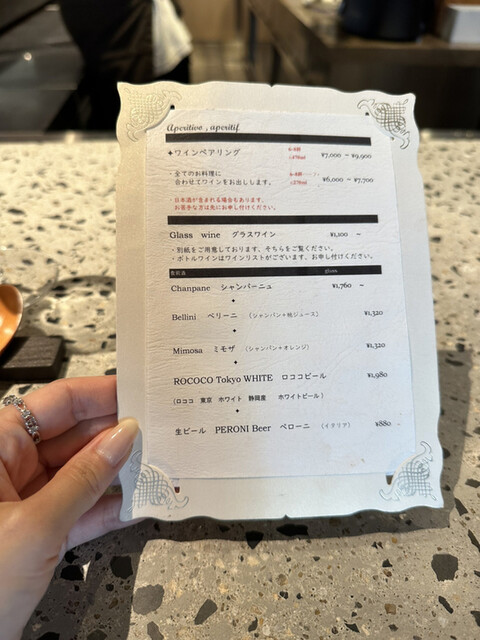 Aperitivo , aperitif
✦ワインペアリング 6-8杯 ¥7,000 ~ ¥9,900
・全てのお料理に ¥6,000 ~ ¥7,700
合わせてワインをお出しします。
・日本酒が含まれる場合もあります。
お苦手な方は先にお申し付けください。
Glass wine グラスワイン ¥1,100 ~
・別紙をご用意しております、そちらをご覧ください。
・ボトルワインはワインリストがございます、お申し付けください。
食前酒 glass
Chanpane シャンパーニュ ¥1,760 ~
Bellini ベリーニ （シャンパン+桃ジュース） ¥1,320
Mimosa ミモザ （シャンパン+オレンジ） ¥1,320
ROCOCO Tokyo WHITE ロココビール ¥1,980
(ロココ 東京 ホワイト 静岡産 ホワイトビール)
生ビール PERONI Beer ペローニ （イタリア） ¥880